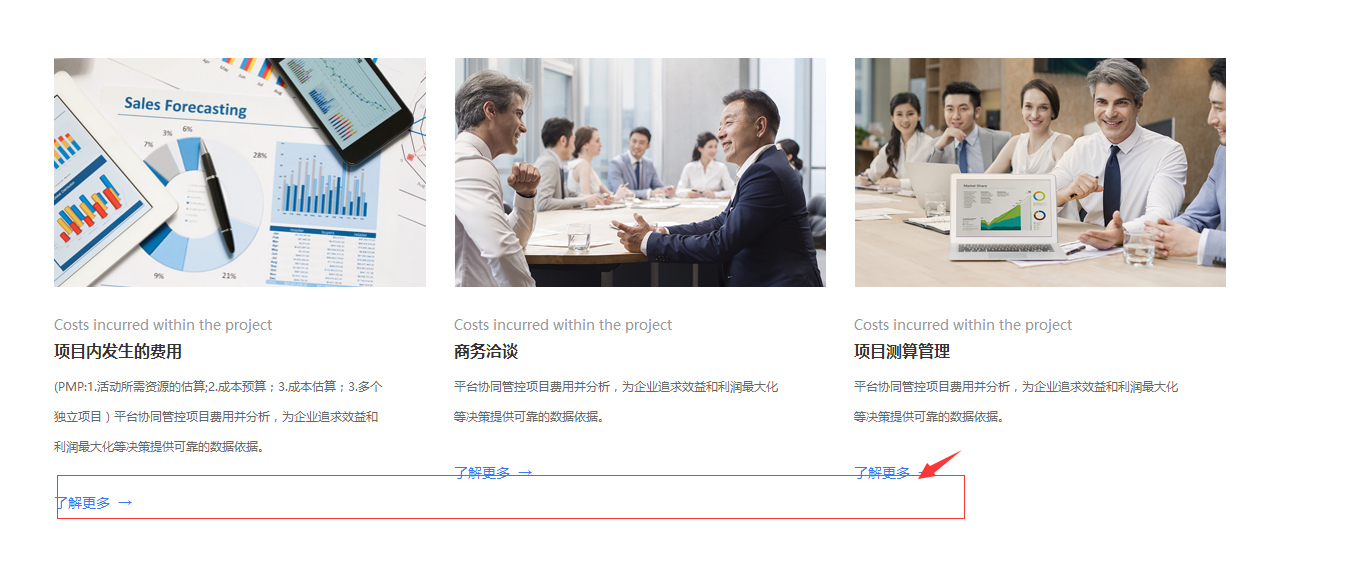 Sales Forecasting
3%
6%
7%
28%
9%
21%
Market Share
Costs incurred within the project
项目内发生的费用
(PMP:1.活动所需资源的估算;2.成本预算；3.成本估算；3.多个
独立项目）平台协同管控项目费用并分析，为企业追求效益和
利润最大化等决策提供可靠的数据依据。
了解更多 →
Costs incurred within the project
商务洽谈
平台协同管控项目费用并分析，为企业追求效益和利润最大化
等决策提供可靠的数据依据。
了解更多 →
Costs incurred within the project
项目测算管理
平台协同管控项目费用并分析，为企业追求效益和利润最大化
等决策提供可靠的数据依据。
了解更多